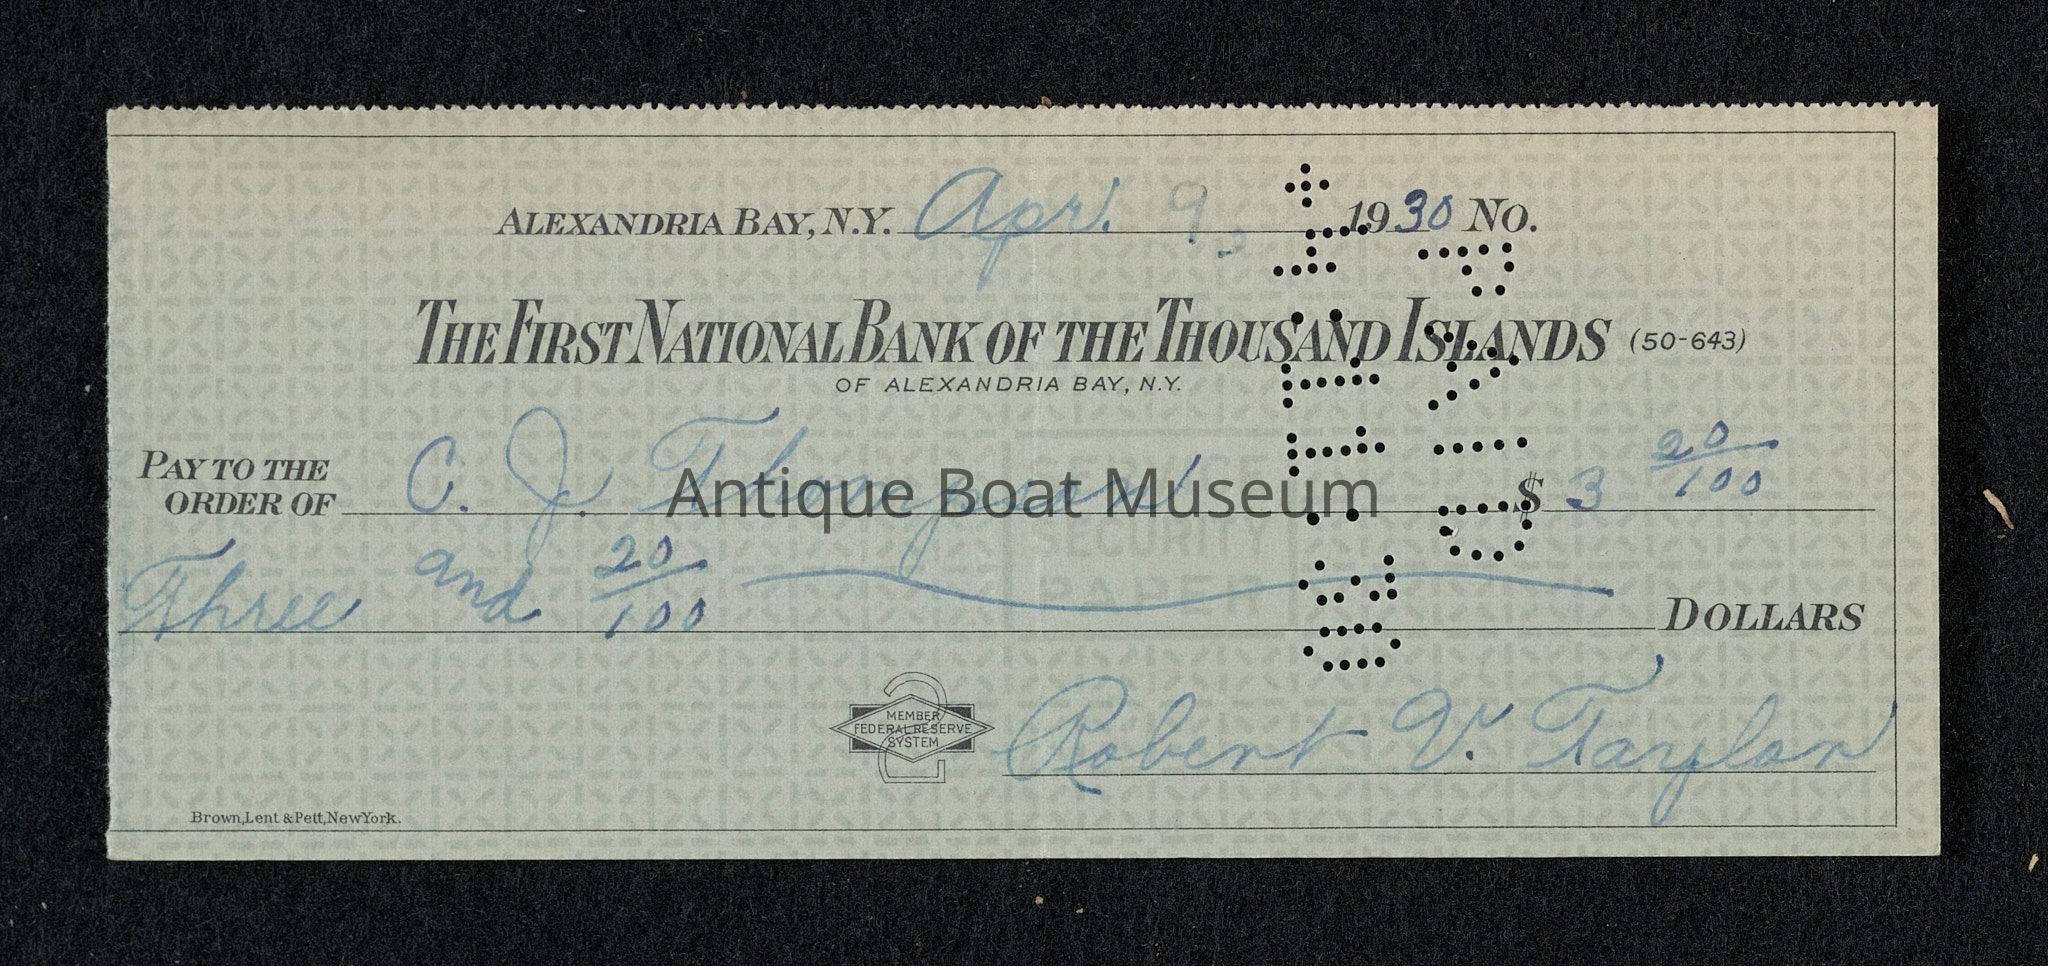 ALEXANDRIA BAY, N.Y. Apr. 9, 1930 No.
THE FIRST NATIONAL BANK OF THE THOUSAND ISLANDS (50-643)
OF ALEXANDRIA BAY, N.Y.
PAY TO THE ORDER OF C. J. Thompson $ 3 20/100
Antique Boat Museum
Three and 20/100 DOLLARS
MEMBER
FEDERAL RESERVE
SYSTEM
Robert V. Taylor
Brown, Lent & Pett, New York.
PAID